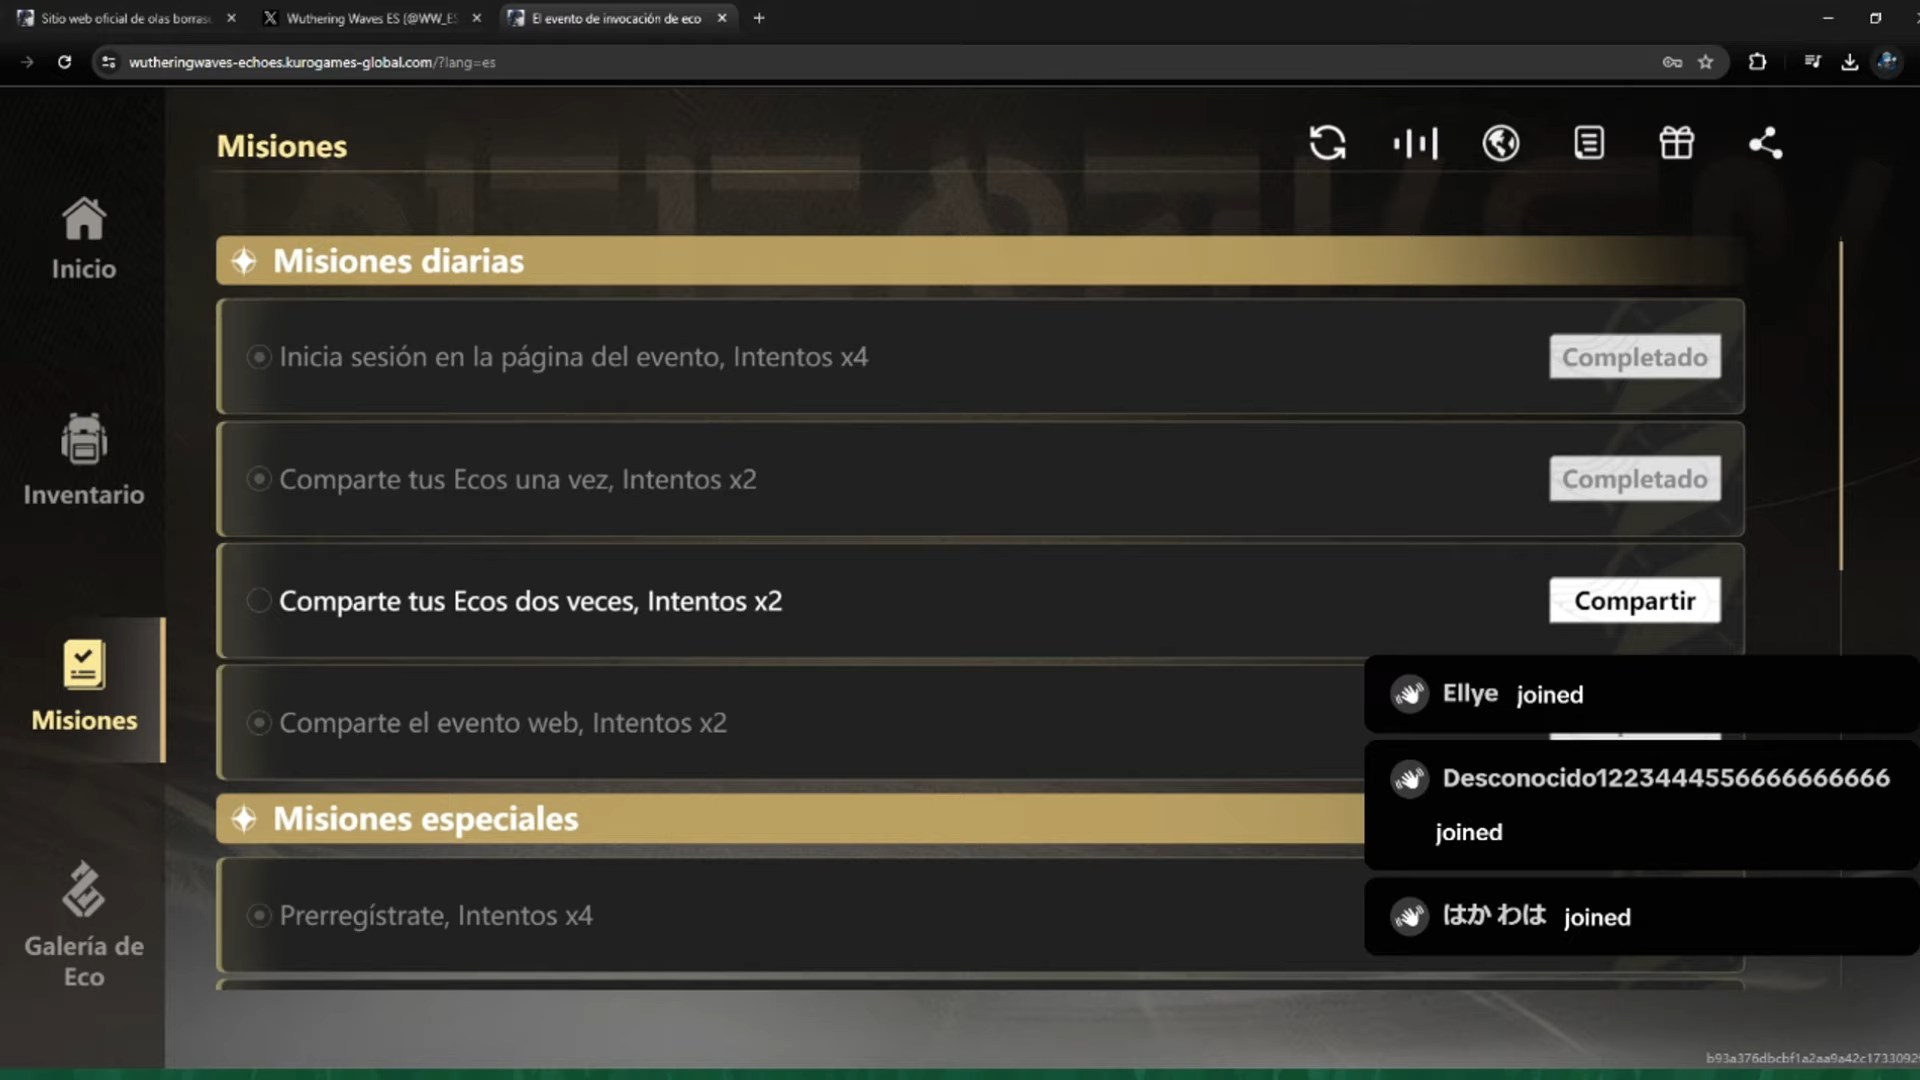 Sitio web oficial de olas borras
Wuthering Waves ES (@WW_ES
El evento de invocación de eco
wutheringwaves-echoes.kurogames-global.com/?lang=es
Misiones
Inicio
Inventario
Misiones
Galería de
Eco
Misiones diarias
Inicia sesión en la página del evento, Intentos x4
Completado
Comparte tus Ecos una vez, Intentos x2
Completado
Comparte tus Ecos dos veces, Intentos x2
Compartir
Comparte el evento web, Intentos x2
Misiones especiales
Prerregístrate, Intentos x4
Ellye joined
Desconocido1223444556666666666
joined
はか わは joined
b93a376dbcbf1a2aa9a42c1733092